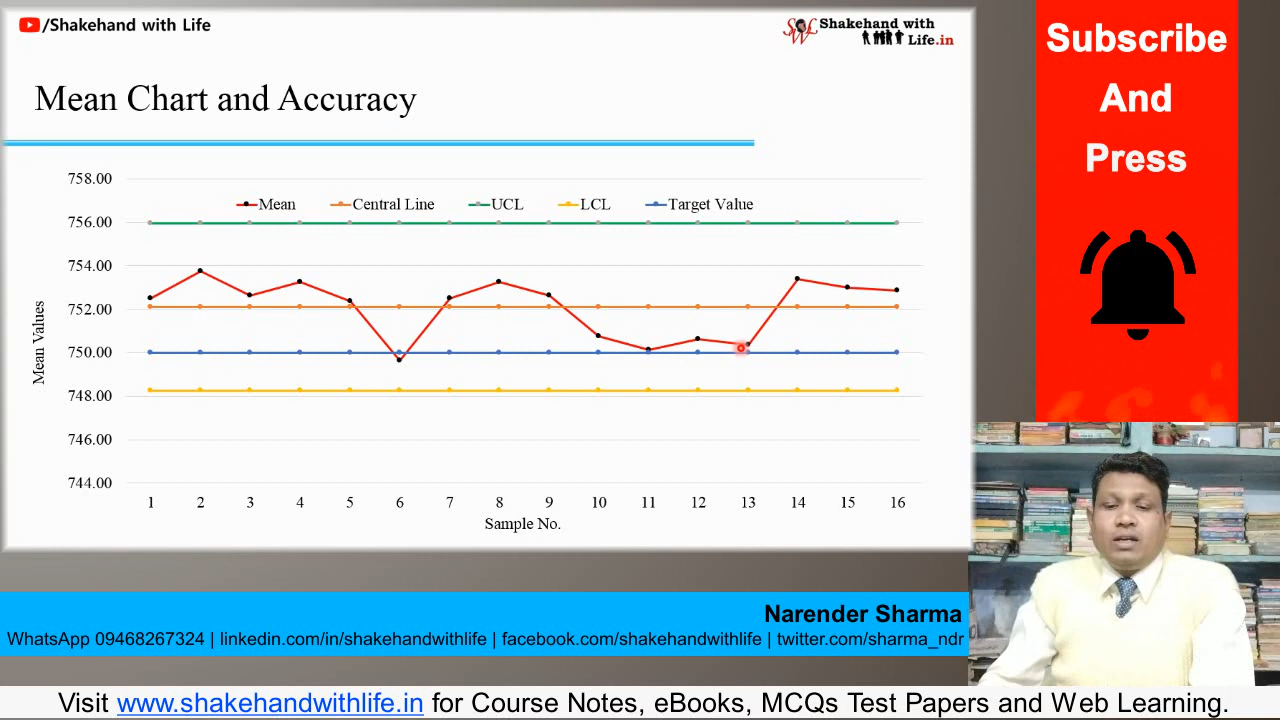 /Shakehand with Life
Shakehand with
Life.in
Mean Chart and Accuracy
758.00
756.00
754.00
752.00
750.00
748.00
746.00
744.00
Mean Values
Mean Central Line UCL LCL Target Value
1 2 3 4 5 6 7 8 9 10 11 12 13 14 15 16
Sample No.
Subscribe
And
Press
Narender Sharma
WhatsApp 09468267324 | linkedin.com/in/shakehandwithlife | facebook.com/shakehandwithlife | twitter.com/sharma_ndr
Visit www.shakehandwithlife.in for Course Notes, eBooks, MCQs Test Papers and Web Learning.